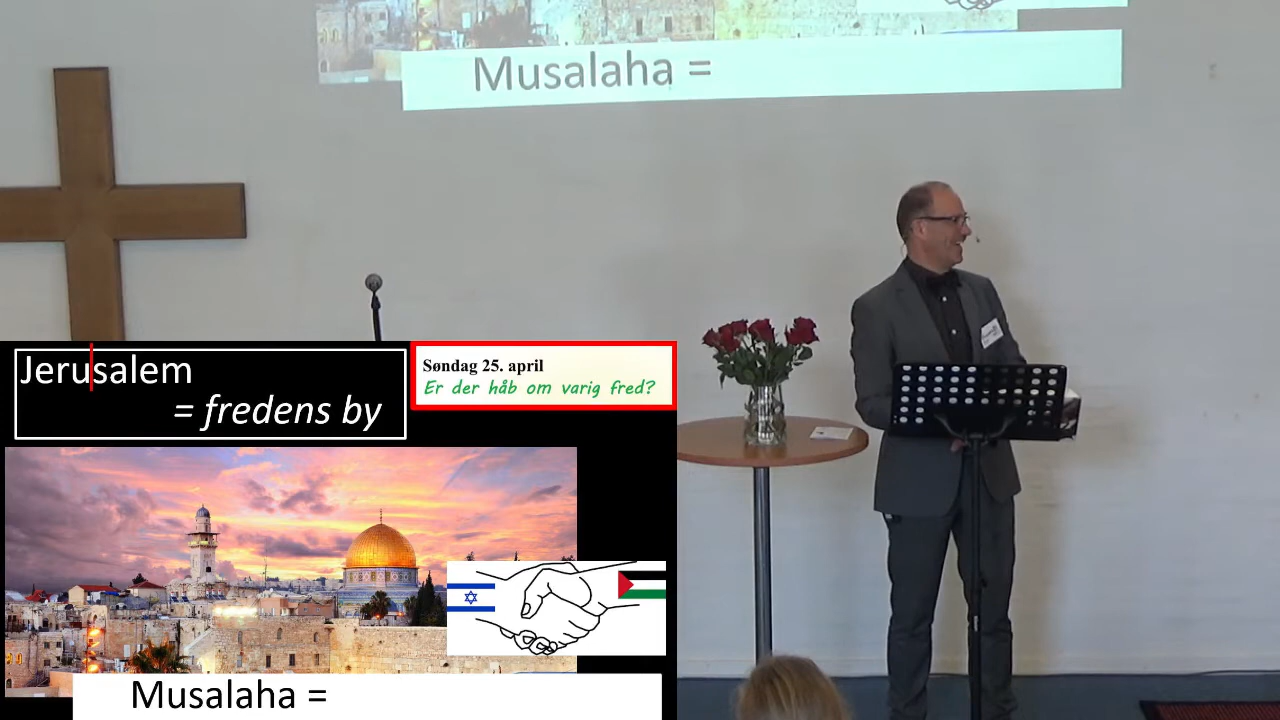 Musalaha =
Jerusalem
= fredens by
Søndag 25. april
Er der håb om varig fred?
Musalaha =